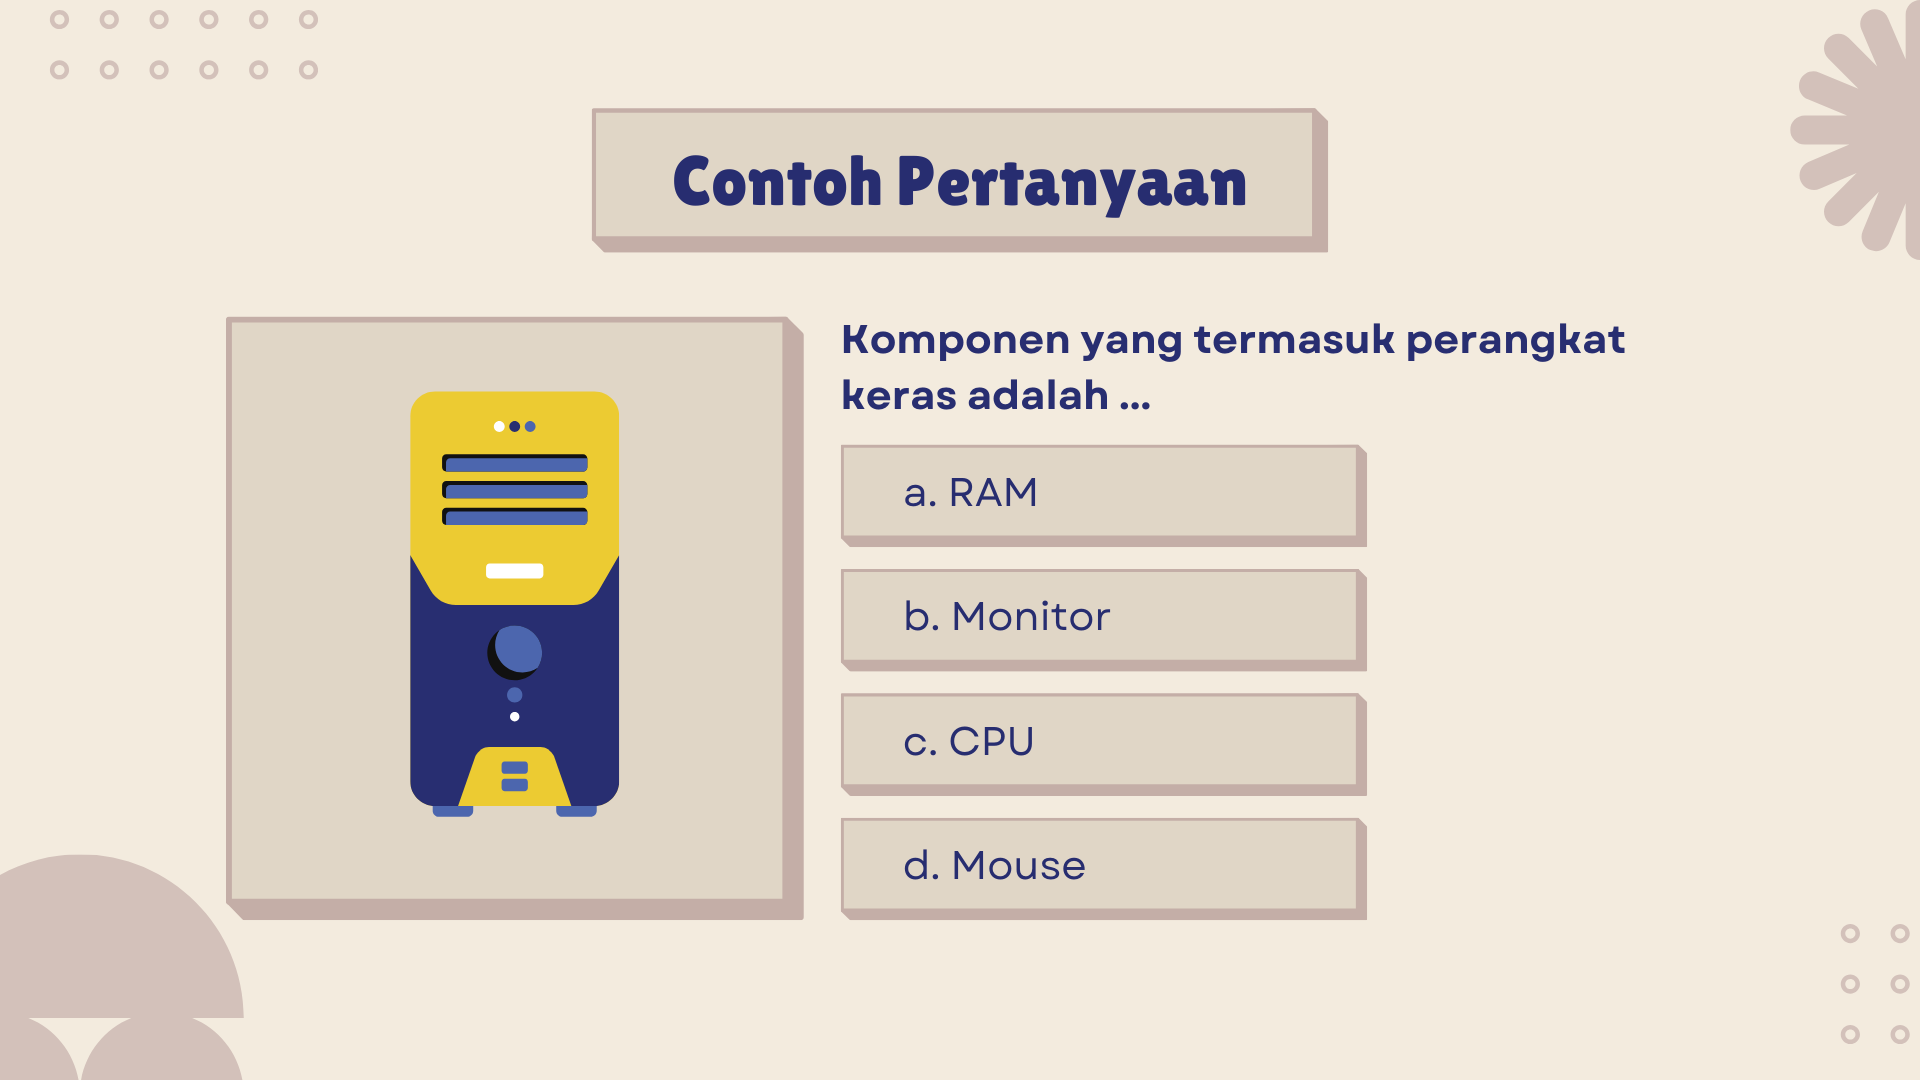 Contoh Pertanyaan
Komponen yang termasuk perangkat
keras adalah ...
a. RAM
b. Monitor
c. CPU
d. Mouse